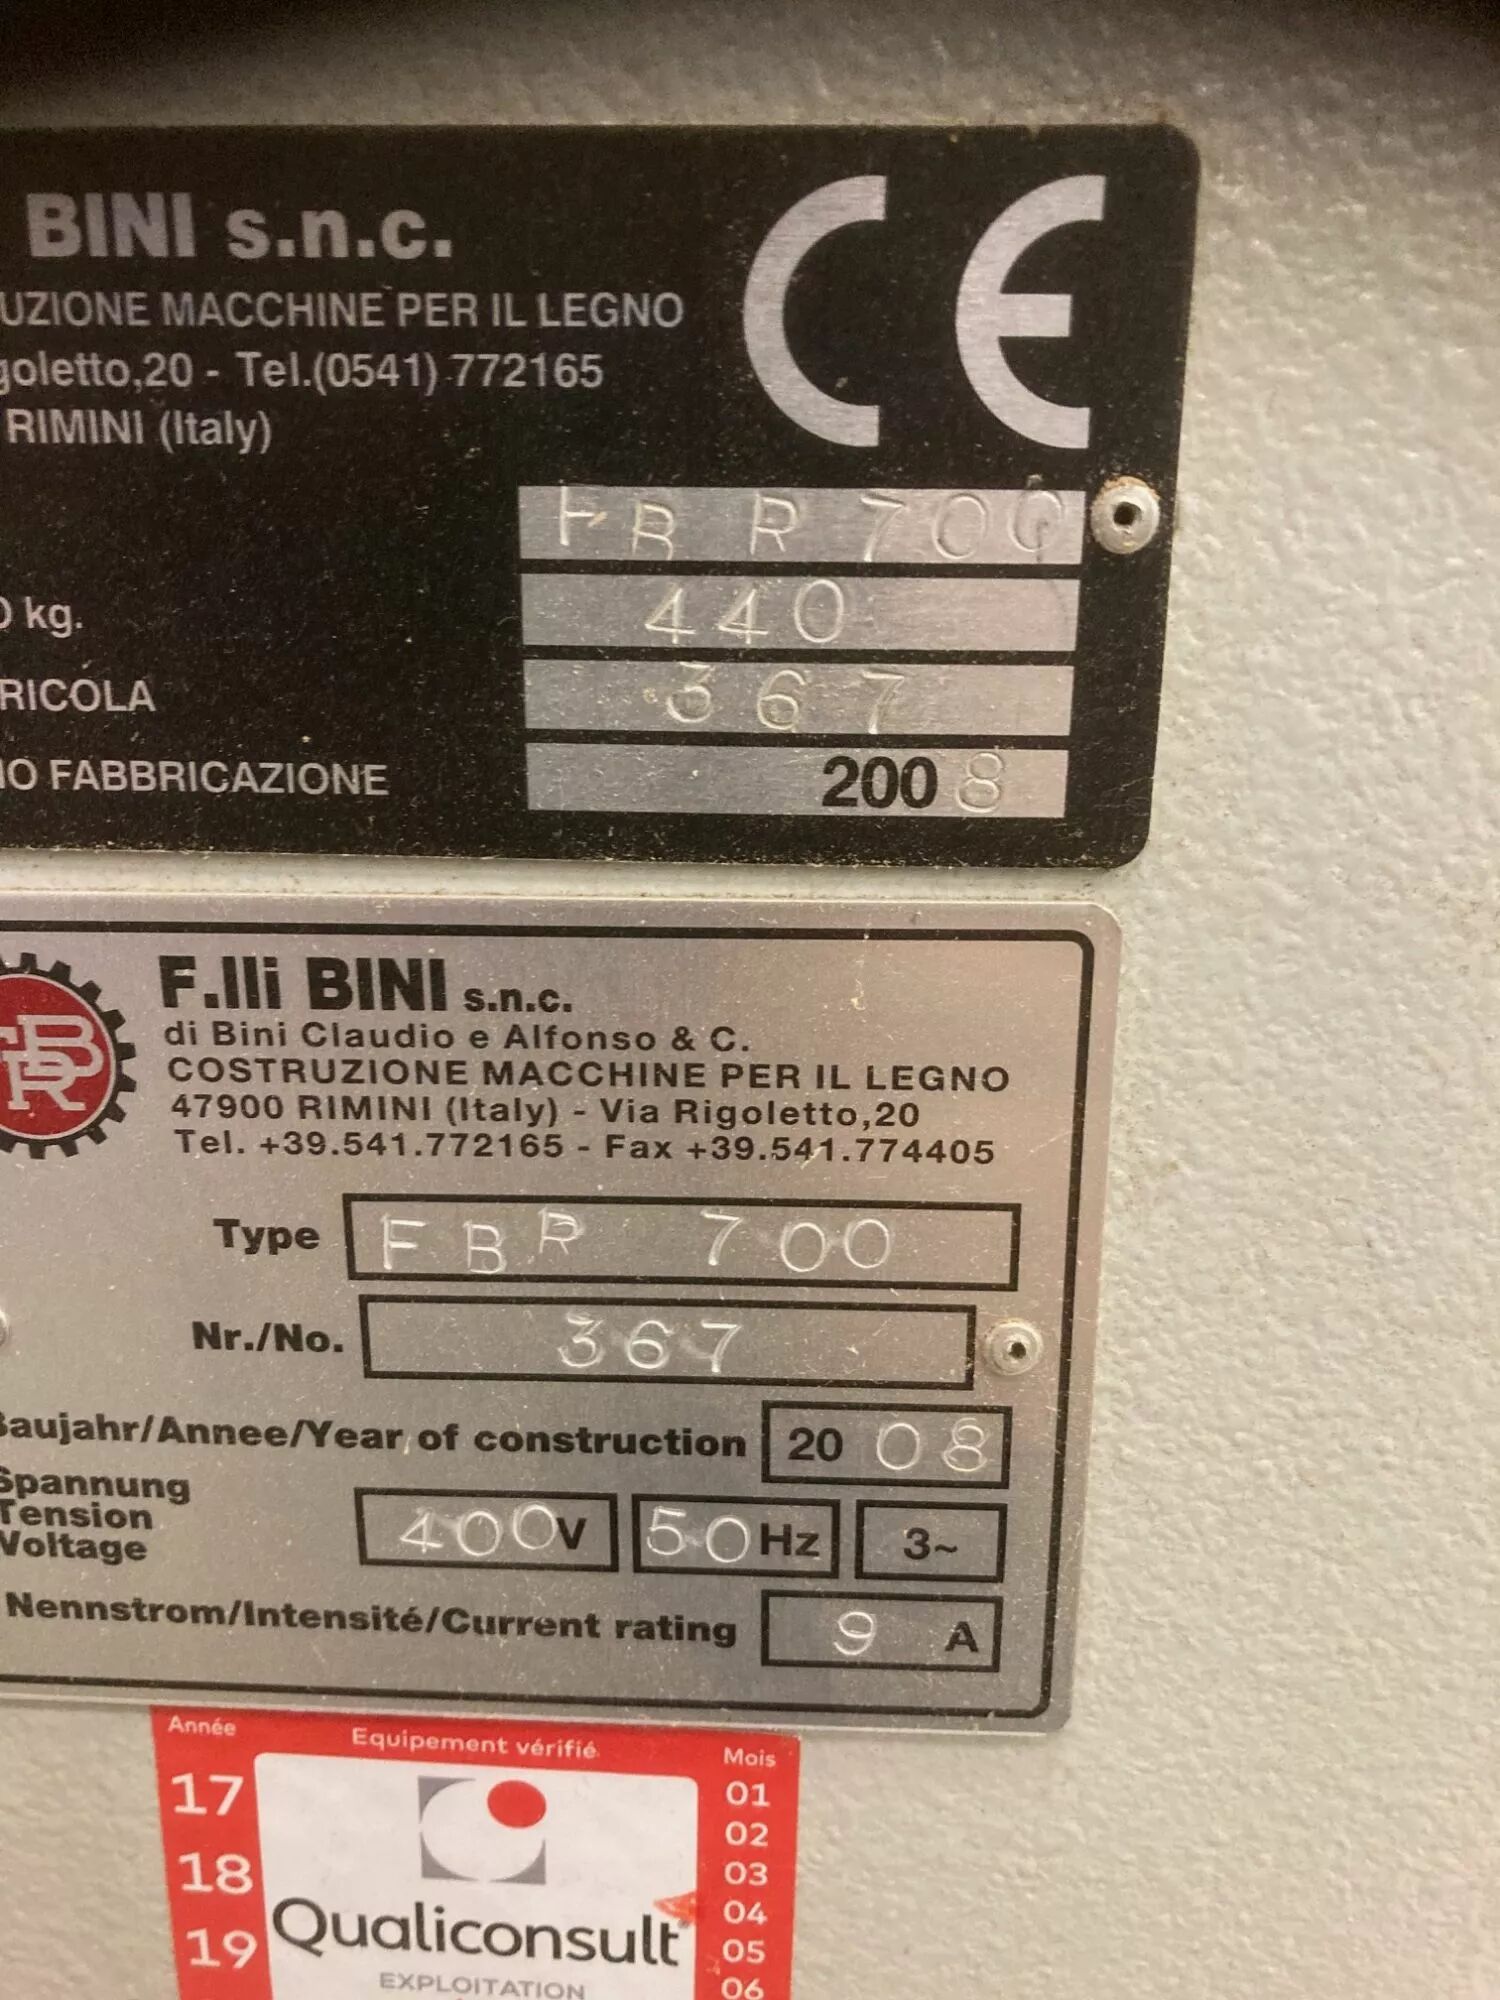 BINI s.n.c.
UZIONE MACCHINE PER IL LEGNO
goletto,20 - Tel.(0541) 772165
RIMINI (Italy)
CE
FBR 700
kg. 440
RICOLA 367
O FABBRICAZIONE 2008
FBR
F.lli BINI s.n.c.
di Bini Claudio e Alfonso & C.
COSTRUZIONE MACCHINE PER IL LEGNO
47900 RIMINI (Italy) - Via Rigoletto,20
Tel. +39.541.772165 - Fax +39.541.774405
Type FBR 700
Nr./No. 367
Baujahr/Annee/Year of construction 2008
Spannung
Tension
Voltage
400V 50Hz 3~
Nennstrom/Intensité/Current rating 9 A
Année Equipement vérifié Mois
17
18
19
Qualiconsult
EXPLOITATION
01
02
03
04
05
06